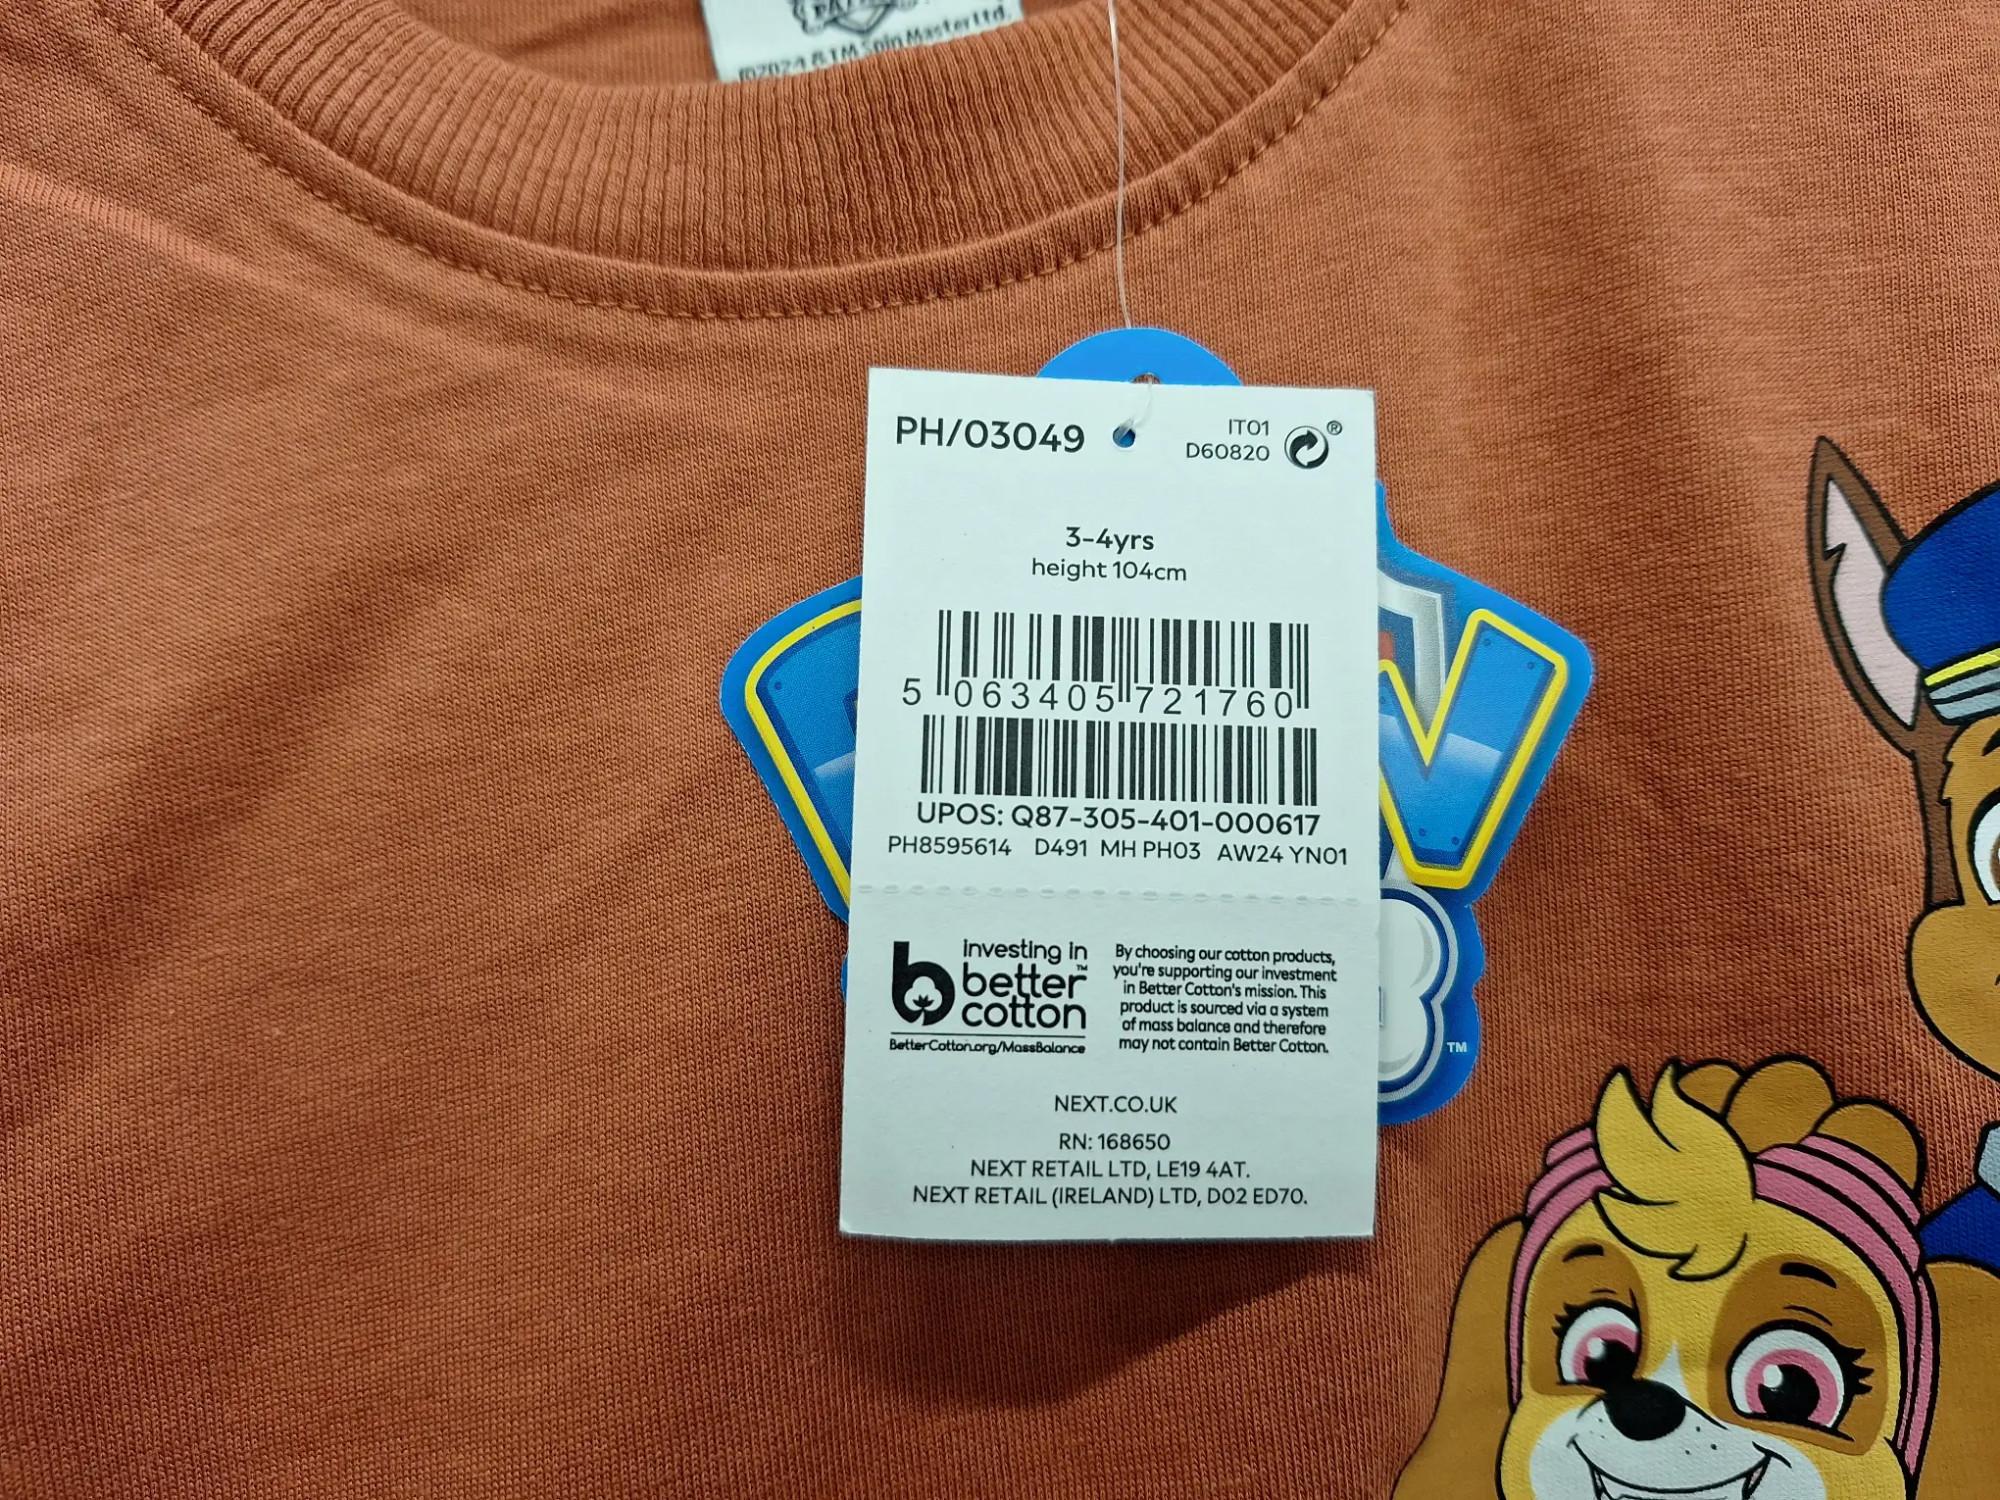 ©2024 & TM Spin Master Ltd.
PH/03049
IT01
D60820
®
3-4yrs
height 104cm
5 063405 721760
UPOS: Q87-305-401-000617
PH8595614 D491 MH PH03 AW24 YN01
investing in
better™
cotton
BetterCotton.org/MassBalance
By choosing our cotton products,
you're supporting our investment
in Better Cotton's mission. This
product is sourced via a system
of mass balance and therefore
may not contain Better Cotton.
TM
NEXT.CO.UK
RN: 168650
NEXT RETAIL LTD, LE19 4AT.
NEXT RETAIL (IRELAND) LTD, D02 ED70.